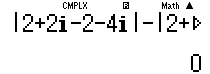 CMPLX R Math ▲
|2+2i-2-4i|-|2+▷
0